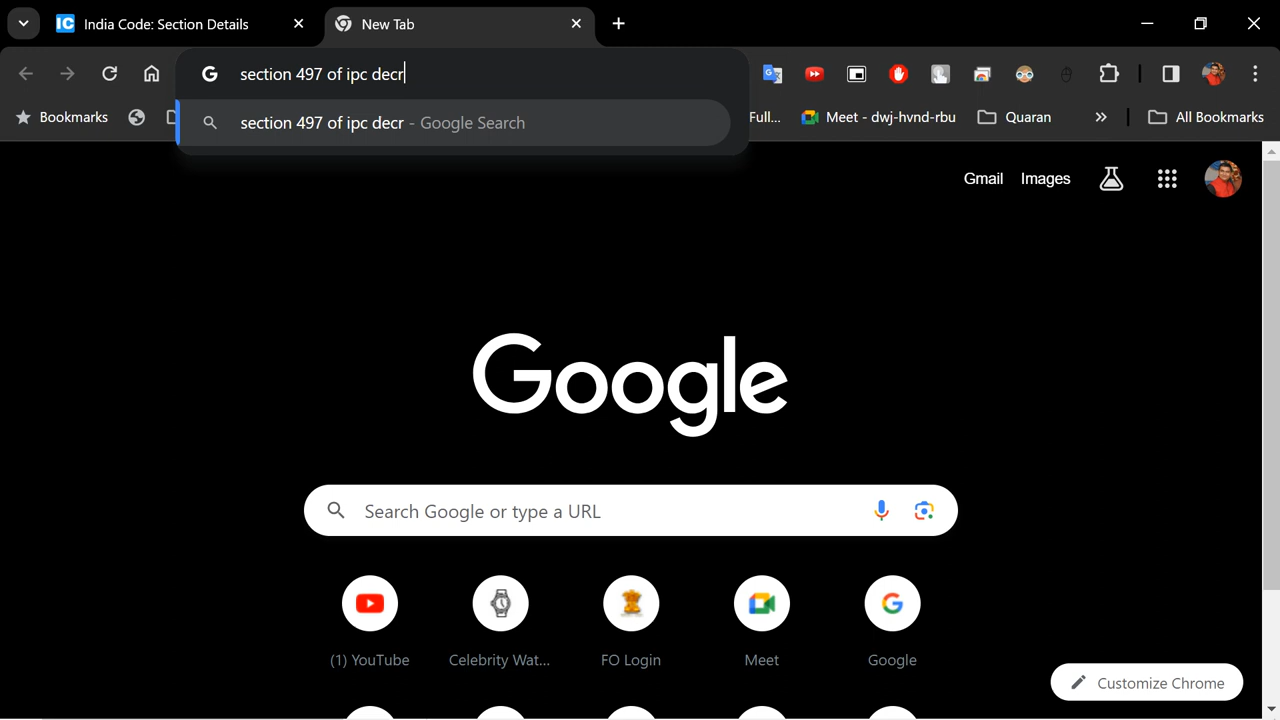 India Code: Section Details
New Tab
section 497 of ipc decr
section 497 of ipc decr - Google Search
Bookmarks
Full...
Meet - dwj-hvnd-rbu
Quaran
All Bookmarks
Gmail
Images
Google
Search Google or type a URL
(1) YouTube
Celebrity Wat...
FO Login
Meet
Google
Customize Chrome